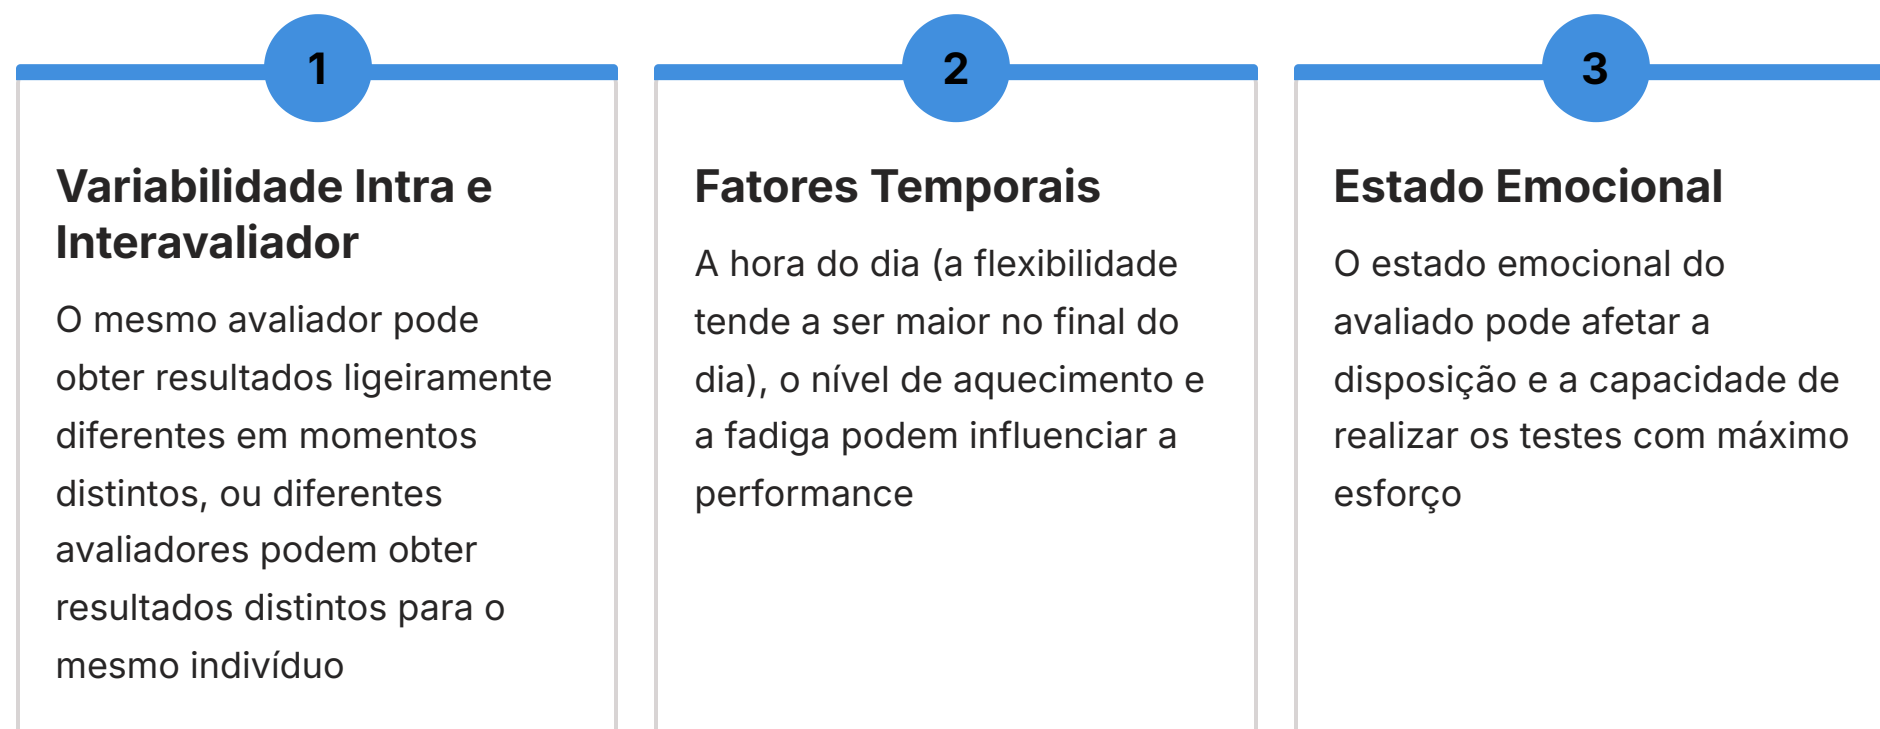 1
Variabilidade Intra e
Interavaliador
O mesmo avaliador pode
obter resultados ligeiramente
diferentes em momentos
distintos, ou diferentes
avaliadores podem obter
resultados distintos para o
mesmo indivíduo
2
Fatores Temporais
A hora do dia (a flexibilidade
tende a ser maior no final do
dia), o nível de aquecimento e
a fadiga podem influenciar a
performance
3
Estado Emocional
O estado emocional do
avaliado pode afetar a
disposição e a capacidade de
realizar os testes com máximo
esforço